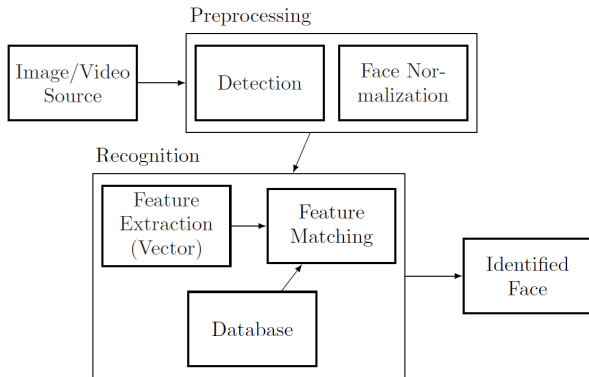 Preprocessing
Image/Video
Source
Detection
Face Nor-
malization
Recognition
Feature
Extraction
(Vector)
Feature
Matching
Database
Identified
Face